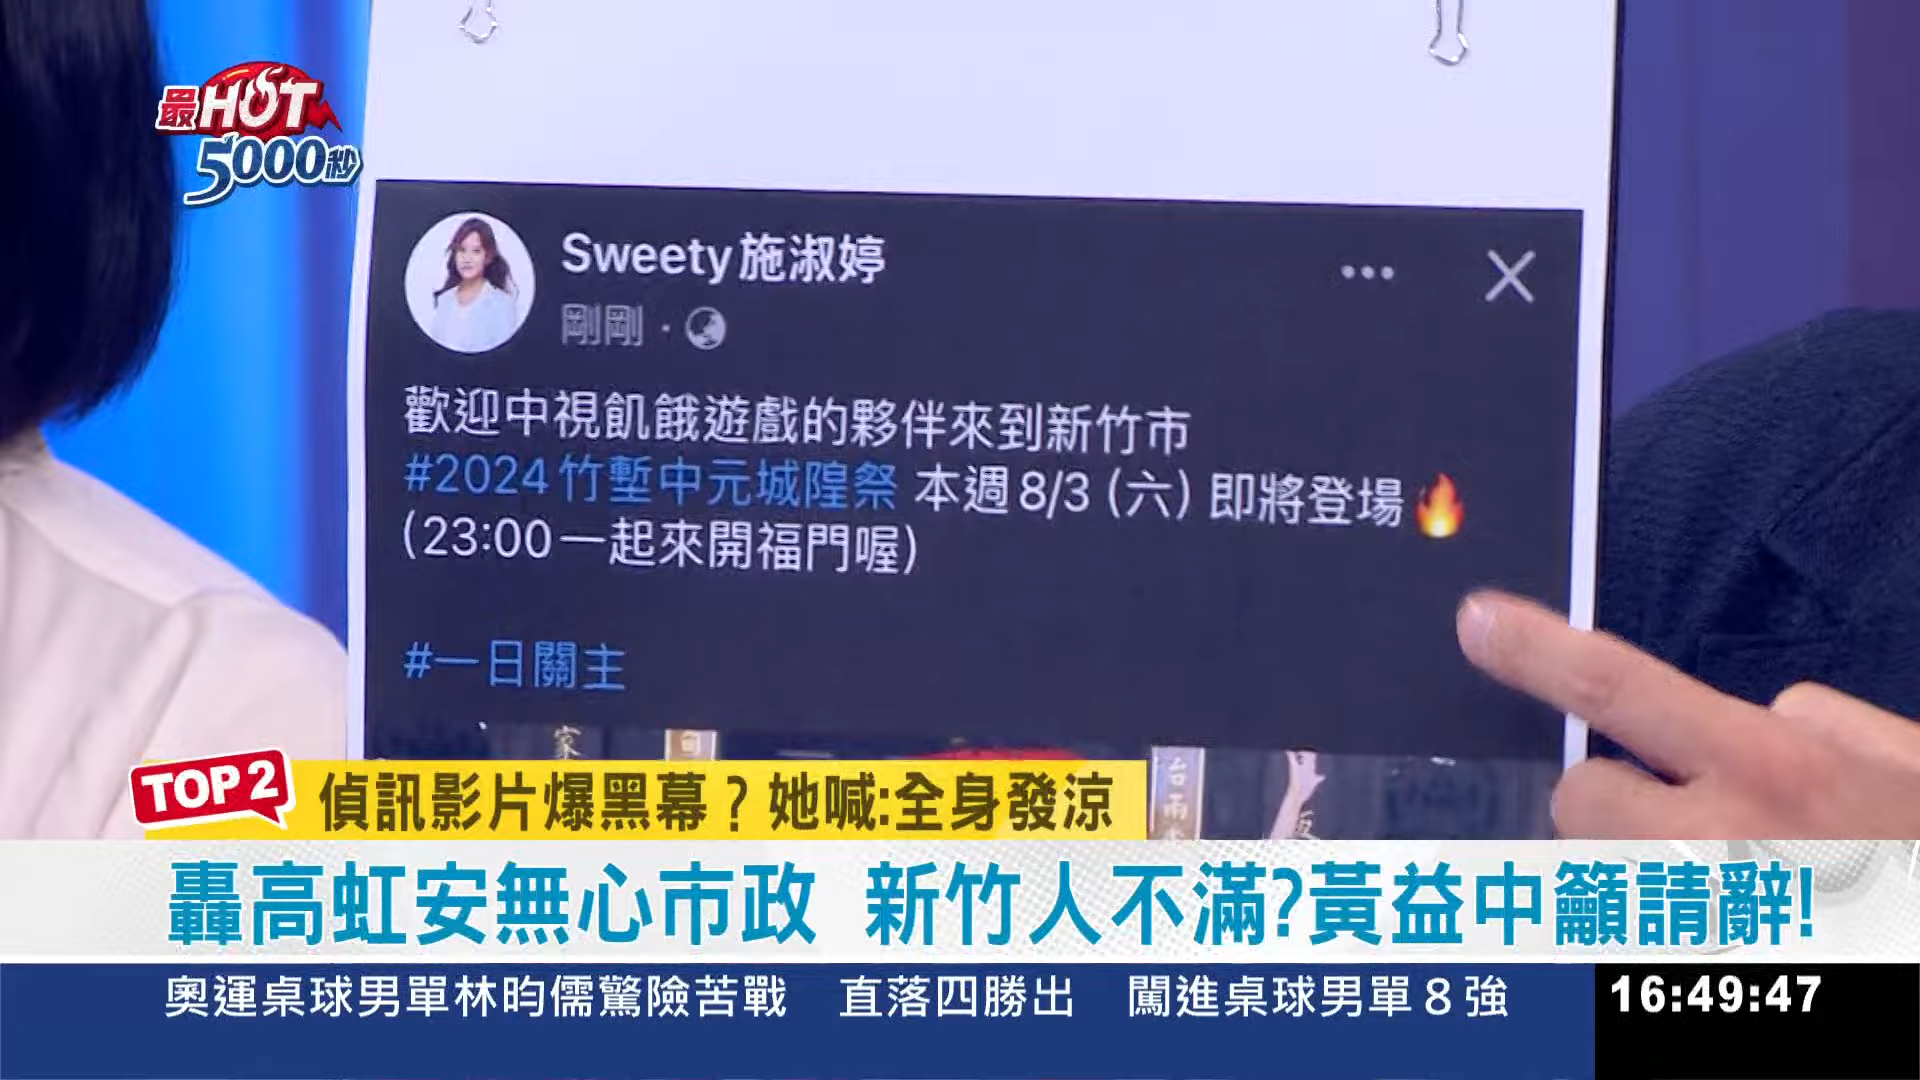 最HOT
5000秒
Sweety施淑婷
剛剛
歡迎中視飢餓遊戲的夥伴來到新竹市
#2024竹塹中元城隍祭 本週8/3 (六) 即將登場🔥
(23:00一起來開福門喔)
#一日關主
家
台雨
TOP2 偵訊影片爆黑幕？她喊:全身發涼
轟高虹安無心市政 新竹人不滿?黃益中籲請辭!
奧運桌球男單林昀儒驚險苦戰 直落四勝出 闖進桌球男單8強
16:49:47